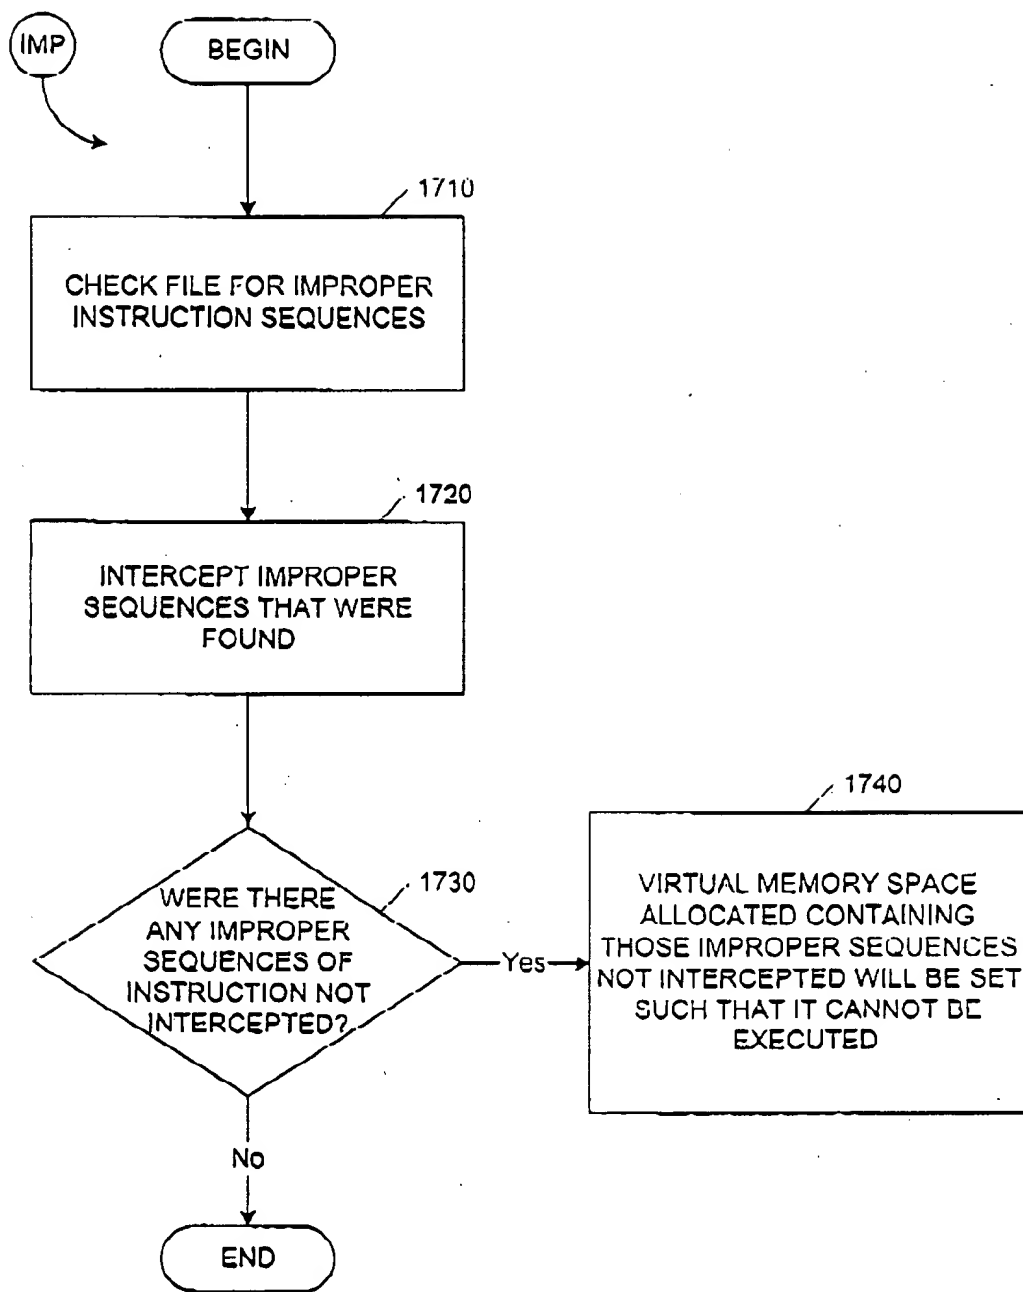 IMP
BEGIN
1710
CHECK FILE FOR IMPROPER
INSTRUCTION SEQUENCES
1720
INTERCEPT IMPROPER
SEQUENCES THAT WERE
FOUND
1730
WERE THERE
ANY IMPROPER
SEQUENCES OF
INSTRUCTION NOT
INTERCEPTED?
Yes
1740
VIRTUAL MEMORY SPACE
ALLOCATED CONTAINING
THOSE IMPROPER SEQUENCES
NOT INTERCEPTED WILL BE SET
SUCH THAT IT CANNOT BE
EXECUTED
No
END